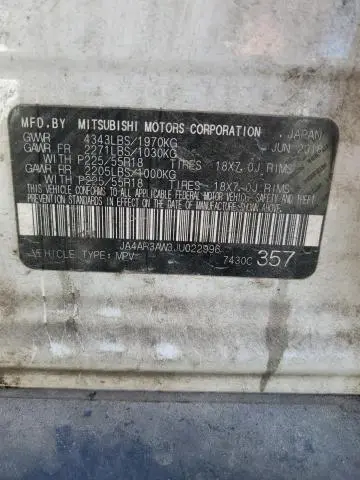 MFD.BY MITSUBISHI MOTORS CORPORATION JAPAN
GVWR 4343LBS/1970KG JUN 2018
GAWR FR 2271LBS/1030KG
WITH P225/55R18 TIRES 18X7.0J RIMS
GAWR RR 2205LBS/1000KG
WITH P225/55R18 TIRES 18X7.0J RIMS
THIS VEHICLE CONFORMS TO ALL APPLICABLE U.S. FEDERAL MOTOR VEHICLE SAFETY, BUMPER, AND THEFT PREVENTION STANDARDS IN EFFECT ON THE DATE OF MANUFACTURE SHOWN ABOVE.
JA4AR3AW3JU022996
VEHICLE TYPE: MPV 7430C 357